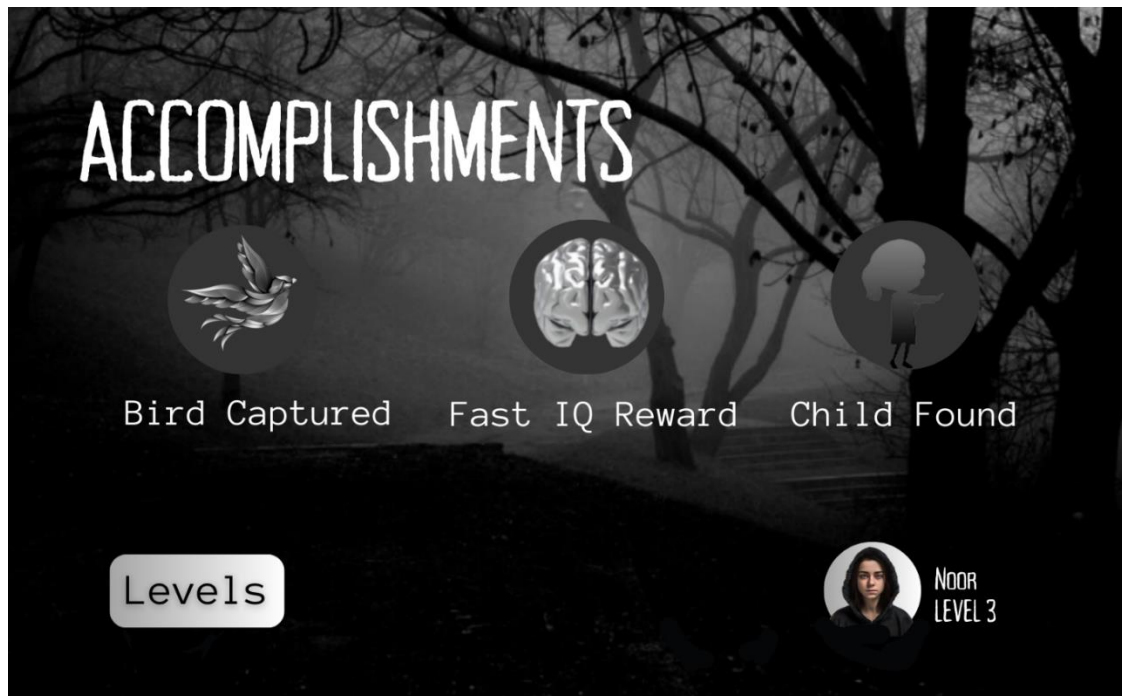 ACCOMPLISHMENTS
Bird Captured
Fast IQ Reward
Child Found
Levels
NOOR
LEVEL 3